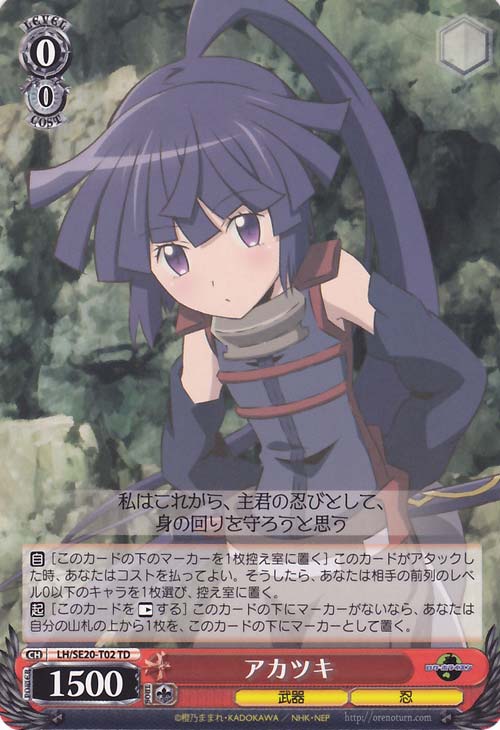 LEVEL
0
0
COST
私はこれから、主君の忍びとして、
身の回りを守ろうと思う
自 [このカードの下のマーカーを1枚控え室に置く] このカードがアタックし
た時、あなたはコストを払ってよい。そうしたら、あなたは相手の前列のレベ
ル0以下のキャラを1枚選び、控え室に置く。
起 [このカードを する] このカードの下にマーカーがないなら、あなたは
自分の山札の上から1枚を、このカードの下にマーカーとして置く。
CH LH/SE20-T02 TD
アカツキ
POWER
1500
SOUL
ログ・ホライズン
武器 忍
©橙乃ままれ・KADOKAWA / NHK・NEP http://orenoturn.com